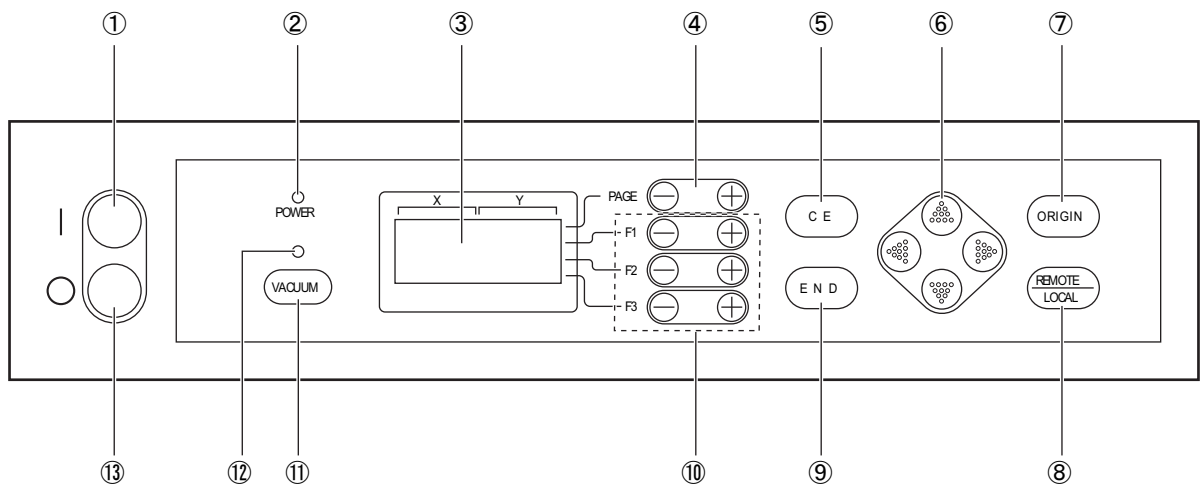 ① ② ③ ④ ⑤ ⑥ ⑦
POWER
X Y
PAGE
F1
F2
F3
C E
E N D
ORIGIN
REMOTE
LOCAL
VACUUM
⑬ ⑫ ⑪ ⑩ ⑨ ⑧